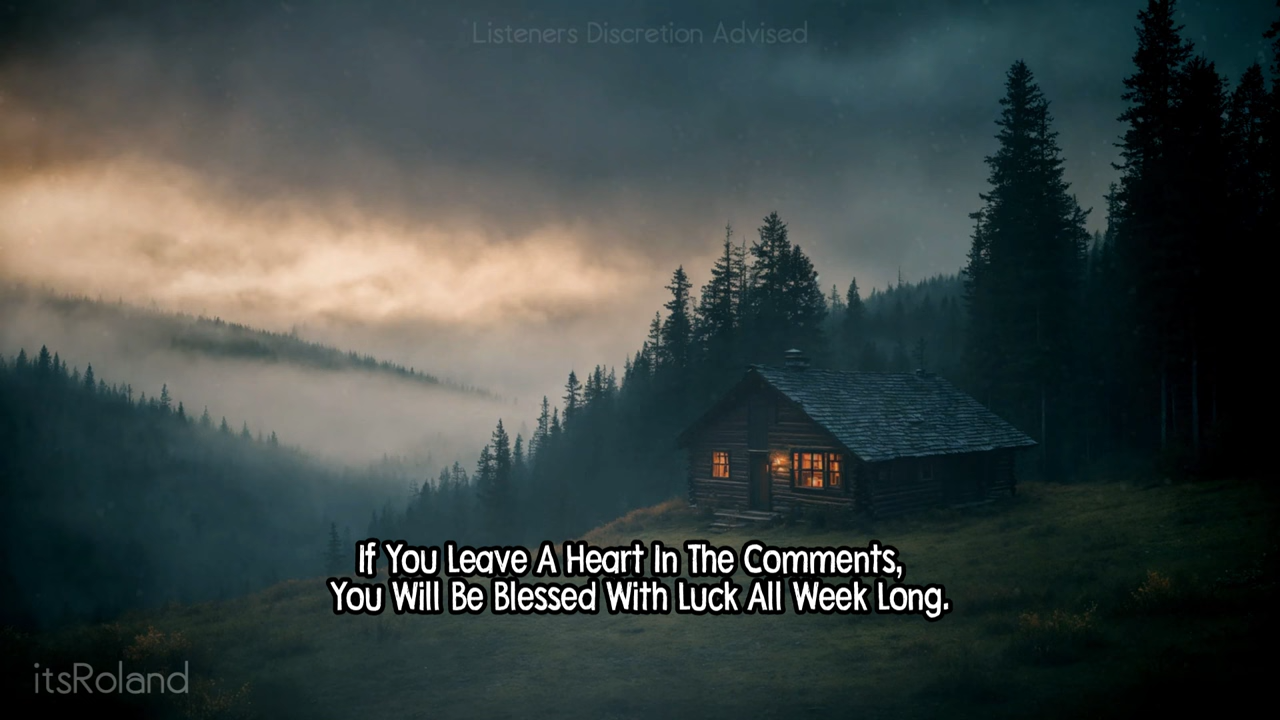 Listeners Discretion Advised
If You Leave A Heart In The Comments,
You Will Be Blessed With Luck All Week Long.
itsRoland